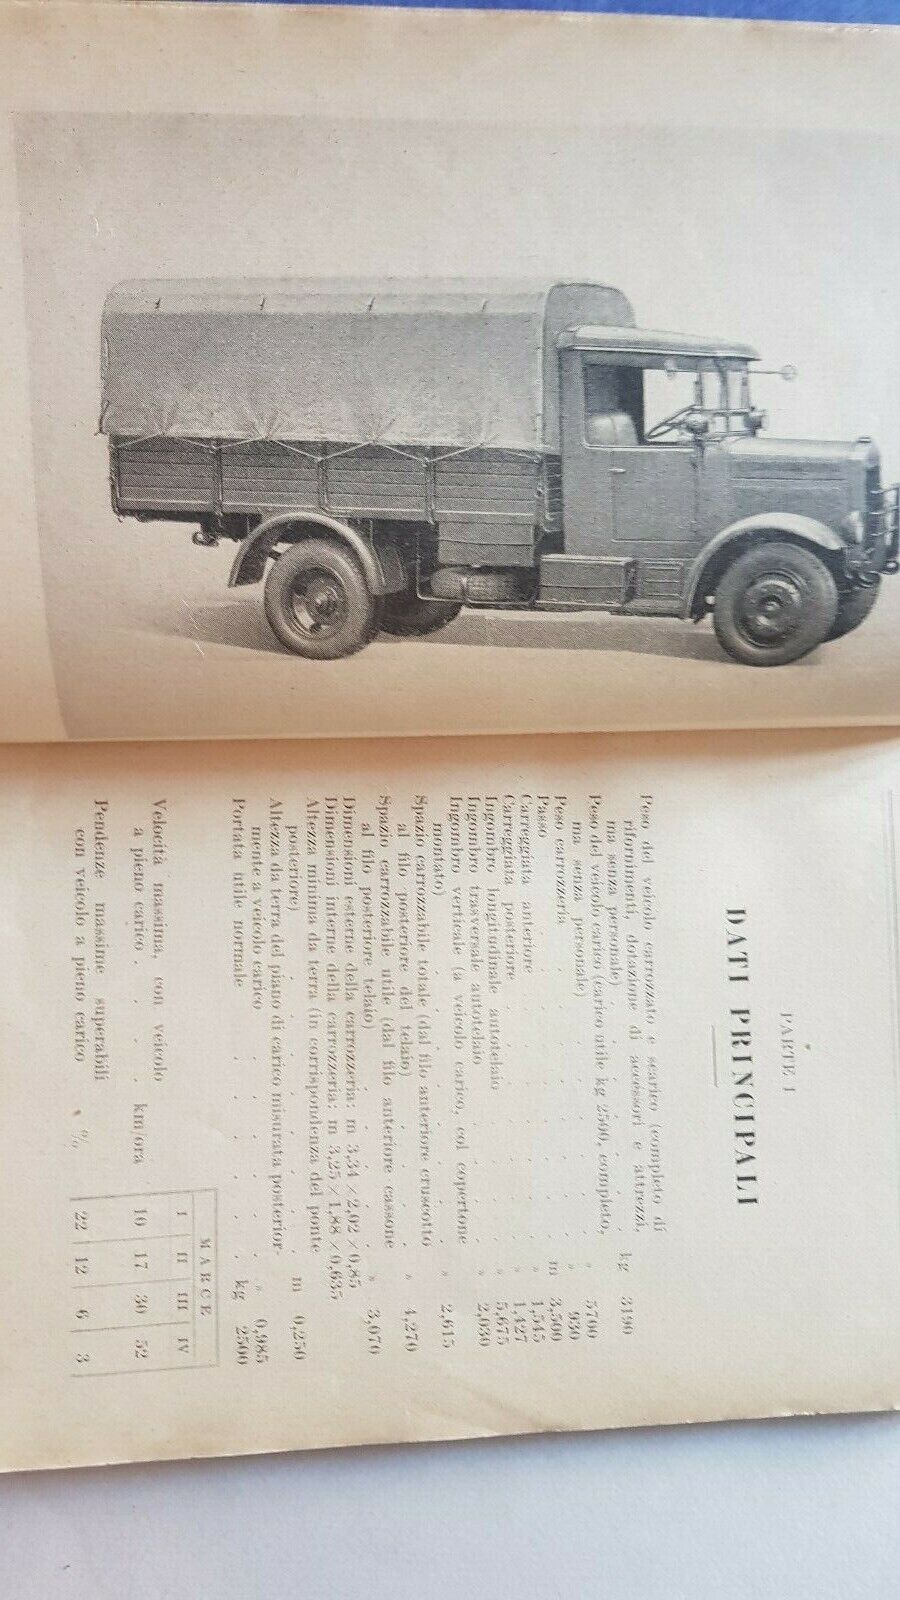 PARTE I
DATI PRINCIPALI
Peso del veicolo carrozzato e scarico (completo di
rifornimenti, dotazione di accessori e attrezzi,
ma senza personale) . . . . kg 3190
Peso del veicolo carico (carico utile kg 2500, completo,
ma senza personale) . . . . » 5700
Peso carrozzeria . . . . » 930
Passo . . . . m 3,500
Carreggiata anteriore . . . . » 1,545
Carreggiata posteriore . . . . » 1,427
Ingombro longitudinale autotelaio . . » 5,675
Ingombro trasversale autotelaio . . » 2,030
Ingombro verticale (a veicolo carico, col copertone
montato) . . . . » 2,615
Spazio carrozzabile totale (dal filo anteriore cruscotto
al filo posteriore del telaio) . . . » 4,270
Spazio carrozzabile utile (dal filo anteriore cassone
al filo posteriore telaio) . . . . » 3,070
Dimensioni esterne della carrozzeria: m 3,34 × 2,02 × 0,85
Dimensioni interne della carrozzeria: m 3,25 × 1,88 × 0,635
Altezza minima da terra (in corrispondenza del ponte
posteriore) . . . . m 0,250
Altezza da terra del piano di carico misurata posterior-
mente a veicolo carico . . . . » 0,985
Portata utile normale . . . . kg 2500
MARCE
I II III IV
Velocità massima, con veicolo
a pieno carico . . . km/ora 10 17 30 52
Pendenze massime superabili
con veicolo a pieno carico . % 22 12 6 3